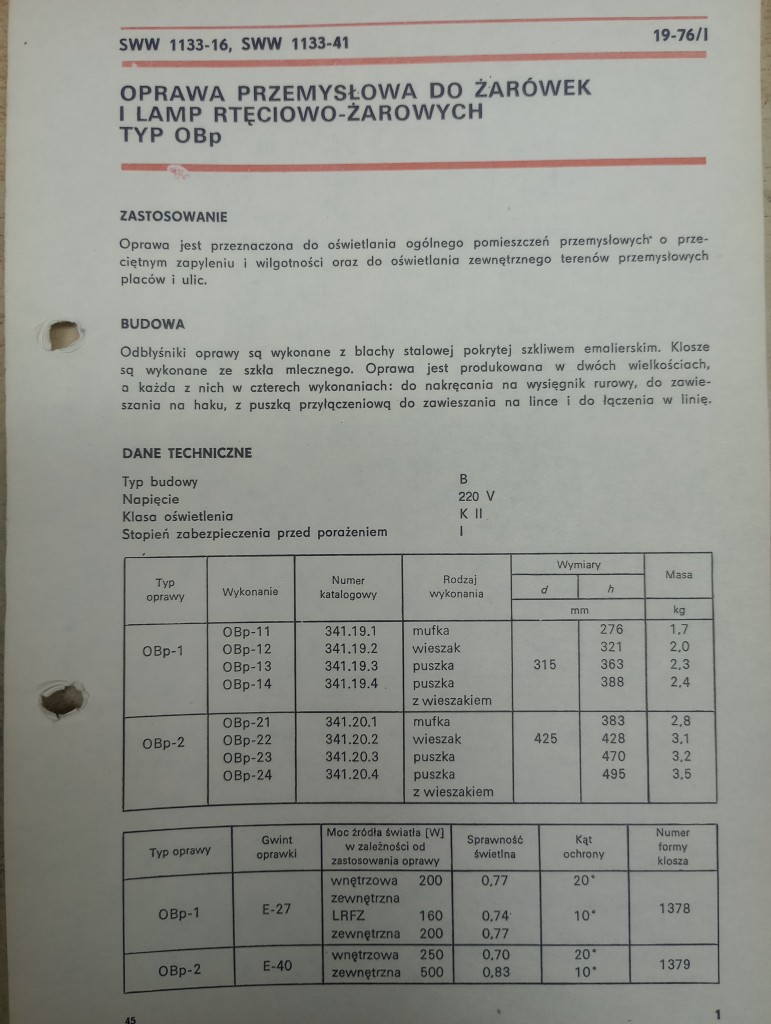 SWW 1133-16, SWW 1133-41
19-76/I
OPRAWA PRZEMYSŁOWA DO ŻARÓWEK
I LAMP RTĘCIOWO-ŻAROWYCH
TYP OBp
ZASTOSOWANIE
Oprawa jest przeznaczona do oświetlania ogólnego pomieszczeń przemysłowych o prze-
ciętnym zapyleniu i wilgotności oraz do oświetlania zewnętrznego terenów przemysłowych
placów i ulic.
BUDOWA
Odbłyśniki oprawy są wykonane z blachy stalowej pokrytej szkliwem emalierskim. Klosze
są wykonane ze szkła mlecznego. Oprawa jest produkowana w dwóch wielkościach,
a każda z nich w czterech wykonaniach: do nakręcania na wysięgnik rurowy, do zawie-
szania na haku, z puszką przyłączeniową do zawieszania na lince i do łączenia w linię.
DANE TECHNICZNE
Typ budowy B
Napięcie 220 V
Klasa oświetlenia K II
Stopień zabezpieczenia przed porażeniem I
Typ oprawy Wykonanie Numer katalogowy Rodzaj wykonania Wymiary Masa
d h
mm kg
OBp-11 341.19.1 mufka 276 1,7
OBp-1 OBp-12 341.19.2 wieszak 321 2,0
OBp-13 341.19.3 puszka 315 363 2,3
OBp-14 341.19.4 puszka 388 2,4
z wieszakiem
OBp-21 341.20.1 mufka 383 2,8
OBp-2 OBp-22 341.20.2 wieszak 425 428 3,1
OBp-23 341.20.3 puszka 470 3,2
OBp-24 341.20.4 puszka 495 3,5
z wieszakiem
Typ oprawy Gwint oprawki Moc źródła światła [W] w zależności od zastosowania oprawy Sprawność świetlna Kąt ochrony Numer formy klosza
wnętrzowa 200 0,77 20°
zewnętrzna
OBp-1 E-27 LRFZ 160 0,74 10° 1378
zewnętrzna 200 0,77
OBp-2 E-40 wnętrzowa 250 0,70 20° 1379
zewnętrzna 500 0,83 10°
45
1